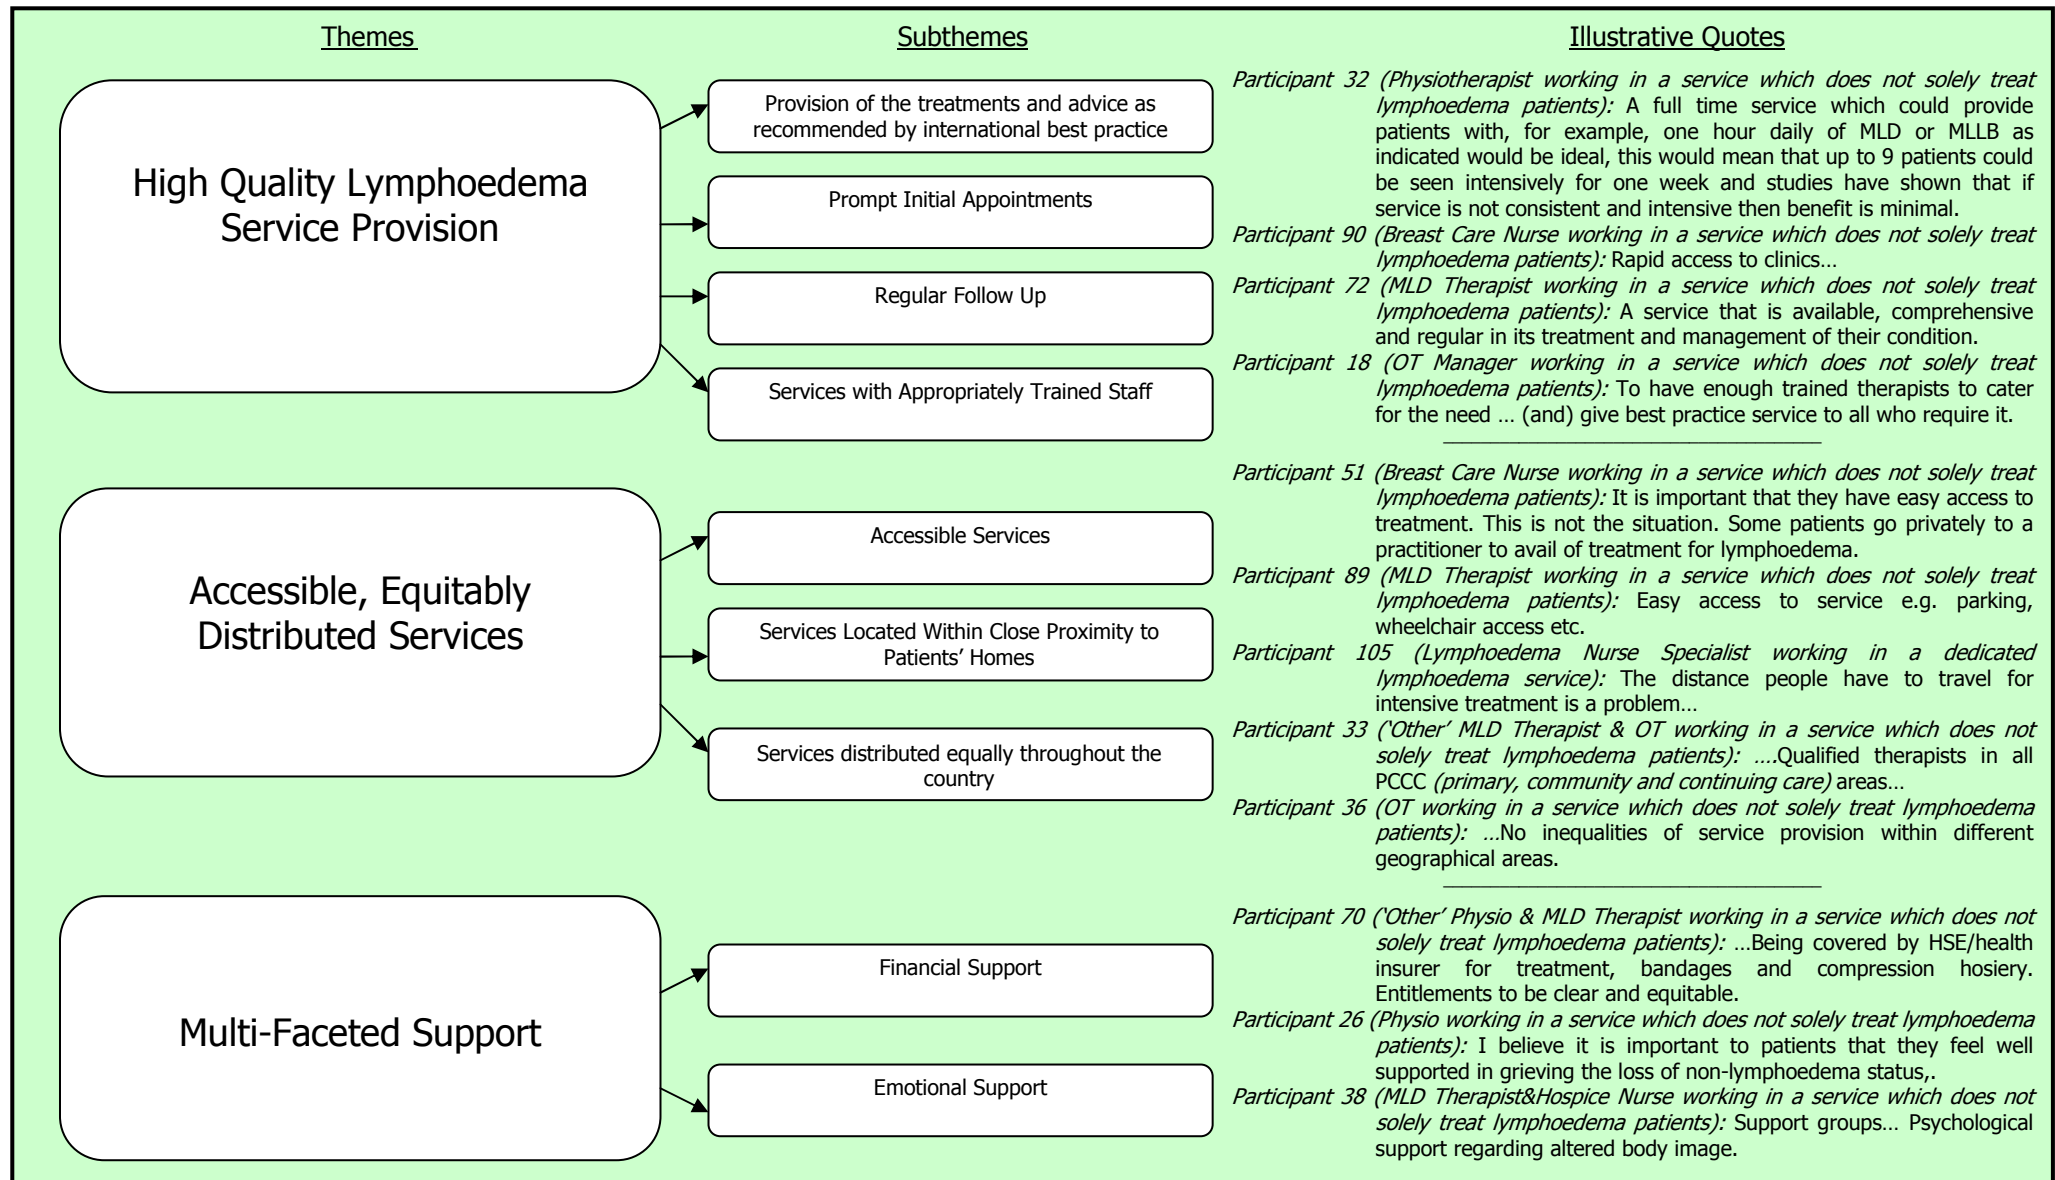 Themes
Subthemes
Illustrative Quotes
High Quality Lymphoedema
Service Provision
Provision of the treatments and advice as
recommended by international best practice
Prompt Initial Appointments
Regular Follow Up
Services with Appropriately Trained Staff
Participant 32 (Physiotherapist working in a service which does not solely treat
lymphoedema patients): A full time service which could provide
patients with, for example, one hour daily of MLD or MLLB as
indicated would be ideal, this would mean that up to 9 patients could
be seen intensively for one week and studies have shown that if
service is not consistent and intensive then benefit is minimal.
Participant 90 (Breast Care Nurse working in a service which does not solely treat
lymphoedema patients): Rapid access to clinics…
Participant 72 (MLD Therapist working in a service which does not solely treat
lymphoedema patients): A service that is available, comprehensive
and regular in its treatment and management of their condition.
Participant 18 (OT Manager working in a service which does not solely treat
lymphoedema patients): To have enough trained therapists to cater
for the need … (and) give best practice service to all who require it.
Accessible, Equitably
Distributed Services
Accessible Services
Services Located Within Close Proximity to
Patients’ Homes
Services distributed equally throughout the
country
Participant 51 (Breast Care Nurse working in a service which does not solely treat
lymphoedema patients): It is important that they have easy access to
treatment. This is not the situation. Some patients go privately to a
practitioner to avail of treatment for lymphoedema.
Participant 89 (MLD Therapist working in a service which does not solely treat
lymphoedema patients): Easy access to service e.g. parking,
wheelchair access etc.
Participant 105 (Lymphoedema Nurse Specialist working in a dedicated
lymphoedema service): The distance people have to travel for
intensive treatment is a problem…
Participant 33 (‘Other’ MLD Therapist & OT working in a service which does not
solely treat lymphoedema patients): ….Qualified therapists in all
PCCC (primary, community and continuing care) areas…
Participant 36 (OT working in a service which does not solely treat lymphoedema
patients): …No inequalities of service provision within different
geographical areas.
Multi-Faceted Support
Financial Support
Emotional Support
Participant 70 (‘Other’ Physio & MLD Therapist working in a service which does not
solely treat lymphoedema patients): …Being covered by HSE/health
insurer for treatment, bandages and compression hosiery.
Entitlements to be clear and equitable.
Participant 26 (Physio working in a service which does not solely treat lymphoedema
patients): I believe it is important to patients that they feel well
supported in grieving the loss of non-lymphoedema status,.
Participant 38 (MLD Therapist&Hospice Nurse working in a service which does not
solely treat lymphoedema patients): Support groups… Psychological
support regarding altered body image.